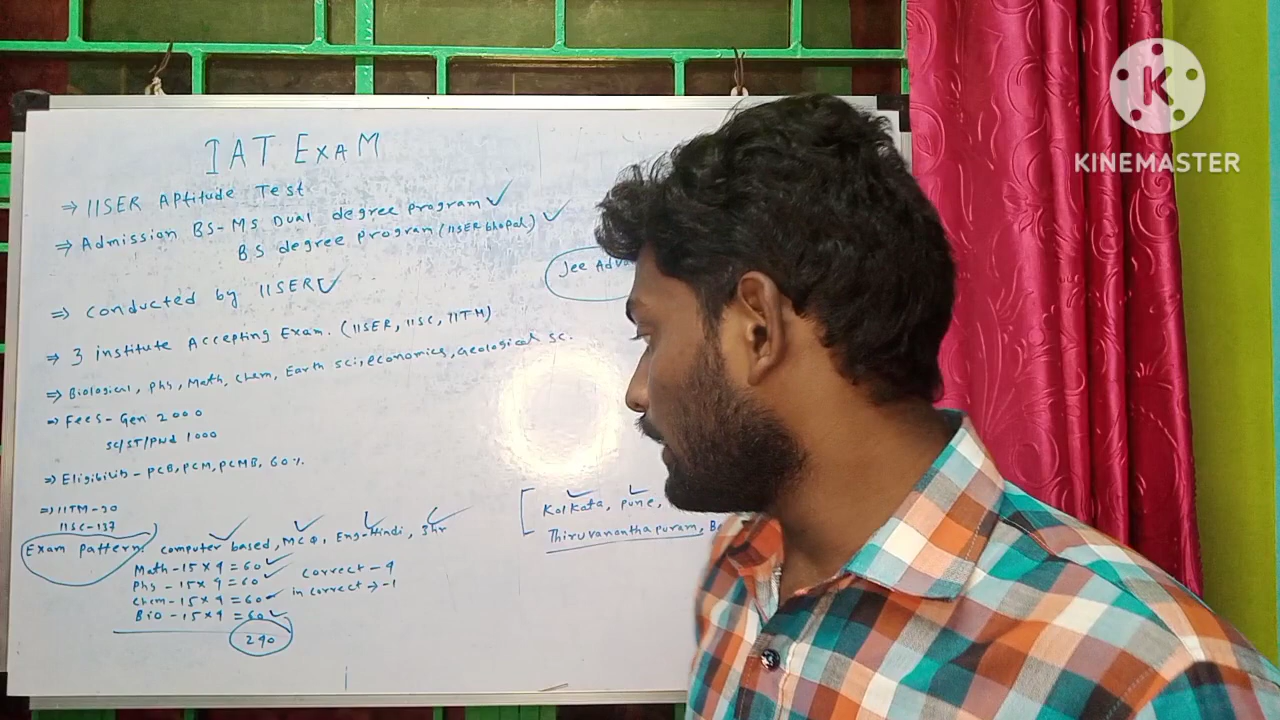 IAT EXAM
⇒ IISER Aptitude Test
⇒ Admission BS-MS Dual degree program ✓
BS degree program (IISER bhopal) ✓
Jee Adva
⇒ conducted by IISER ✓
⇒ 3 institute Accepting Exam. (IISER, IISC, IITM)
⇒ Biological, phs, Math, chem, Earth sci, economics, Geological sc.
⇒ Fees - Gen 2000
SC/ST/PWd 1000
⇒ Eligibility - PCB, PCM, PCMB, 60%.
⇒ IITM-30
IISC-137
[ Kolkata, pune,
Thiruvananthapuram, Be
Exam pattern: computer based, MCQ, Eng-Hindi, 3hr
Math - 15 × 4 = 60 ✓
Phs - 15 × 4 = 60 ✓ correct - 4
Chem - 15 × 4 = 60 ✓ in correct → -1
Bio - 15 × 4 = 60 ✓
240
K
KINEMASTER